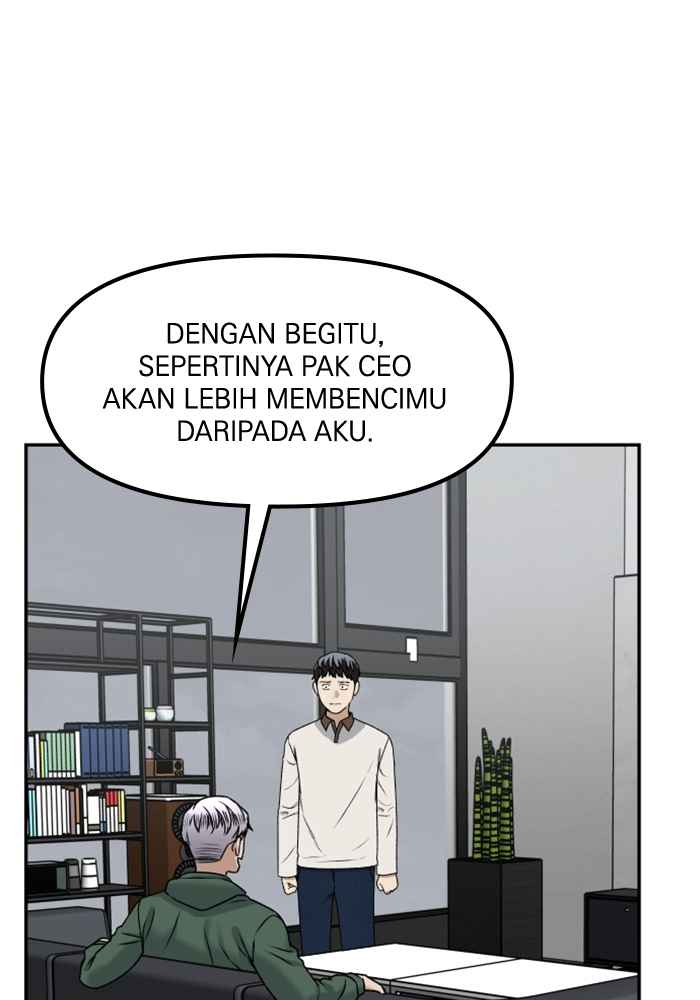 DENGAN BEGITU,
SEPERTINYA PAK CEO
AKAN LEBIH MEMBENCIMU
DARIPADA AKU.